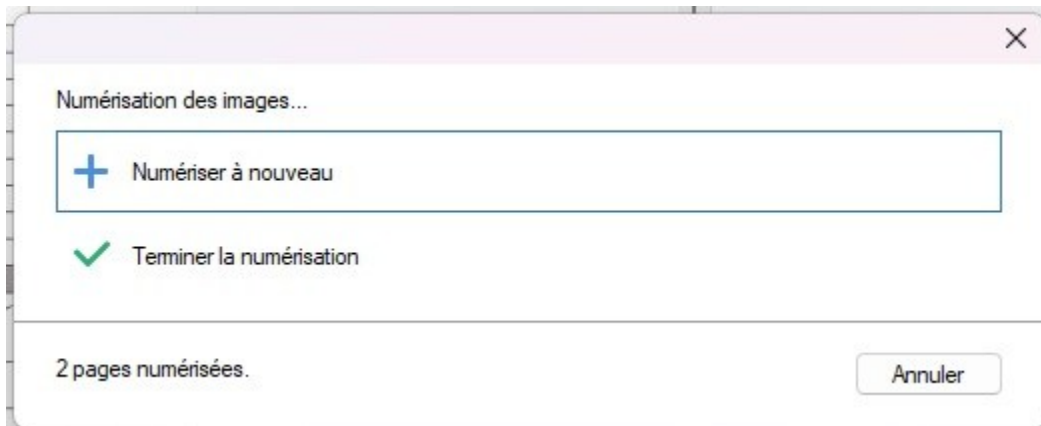 Numérisation des images...
Numériser à nouveau
Terminer la numérisation
2 pages numérisées.
Annuler